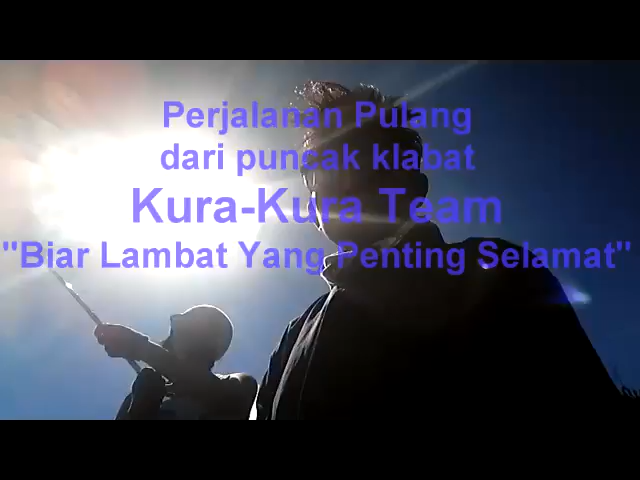 Perjalanan Pulang
dari puncak klabat
Kura-Kura Team
"Biar Lambat Yang Penting Selamat"